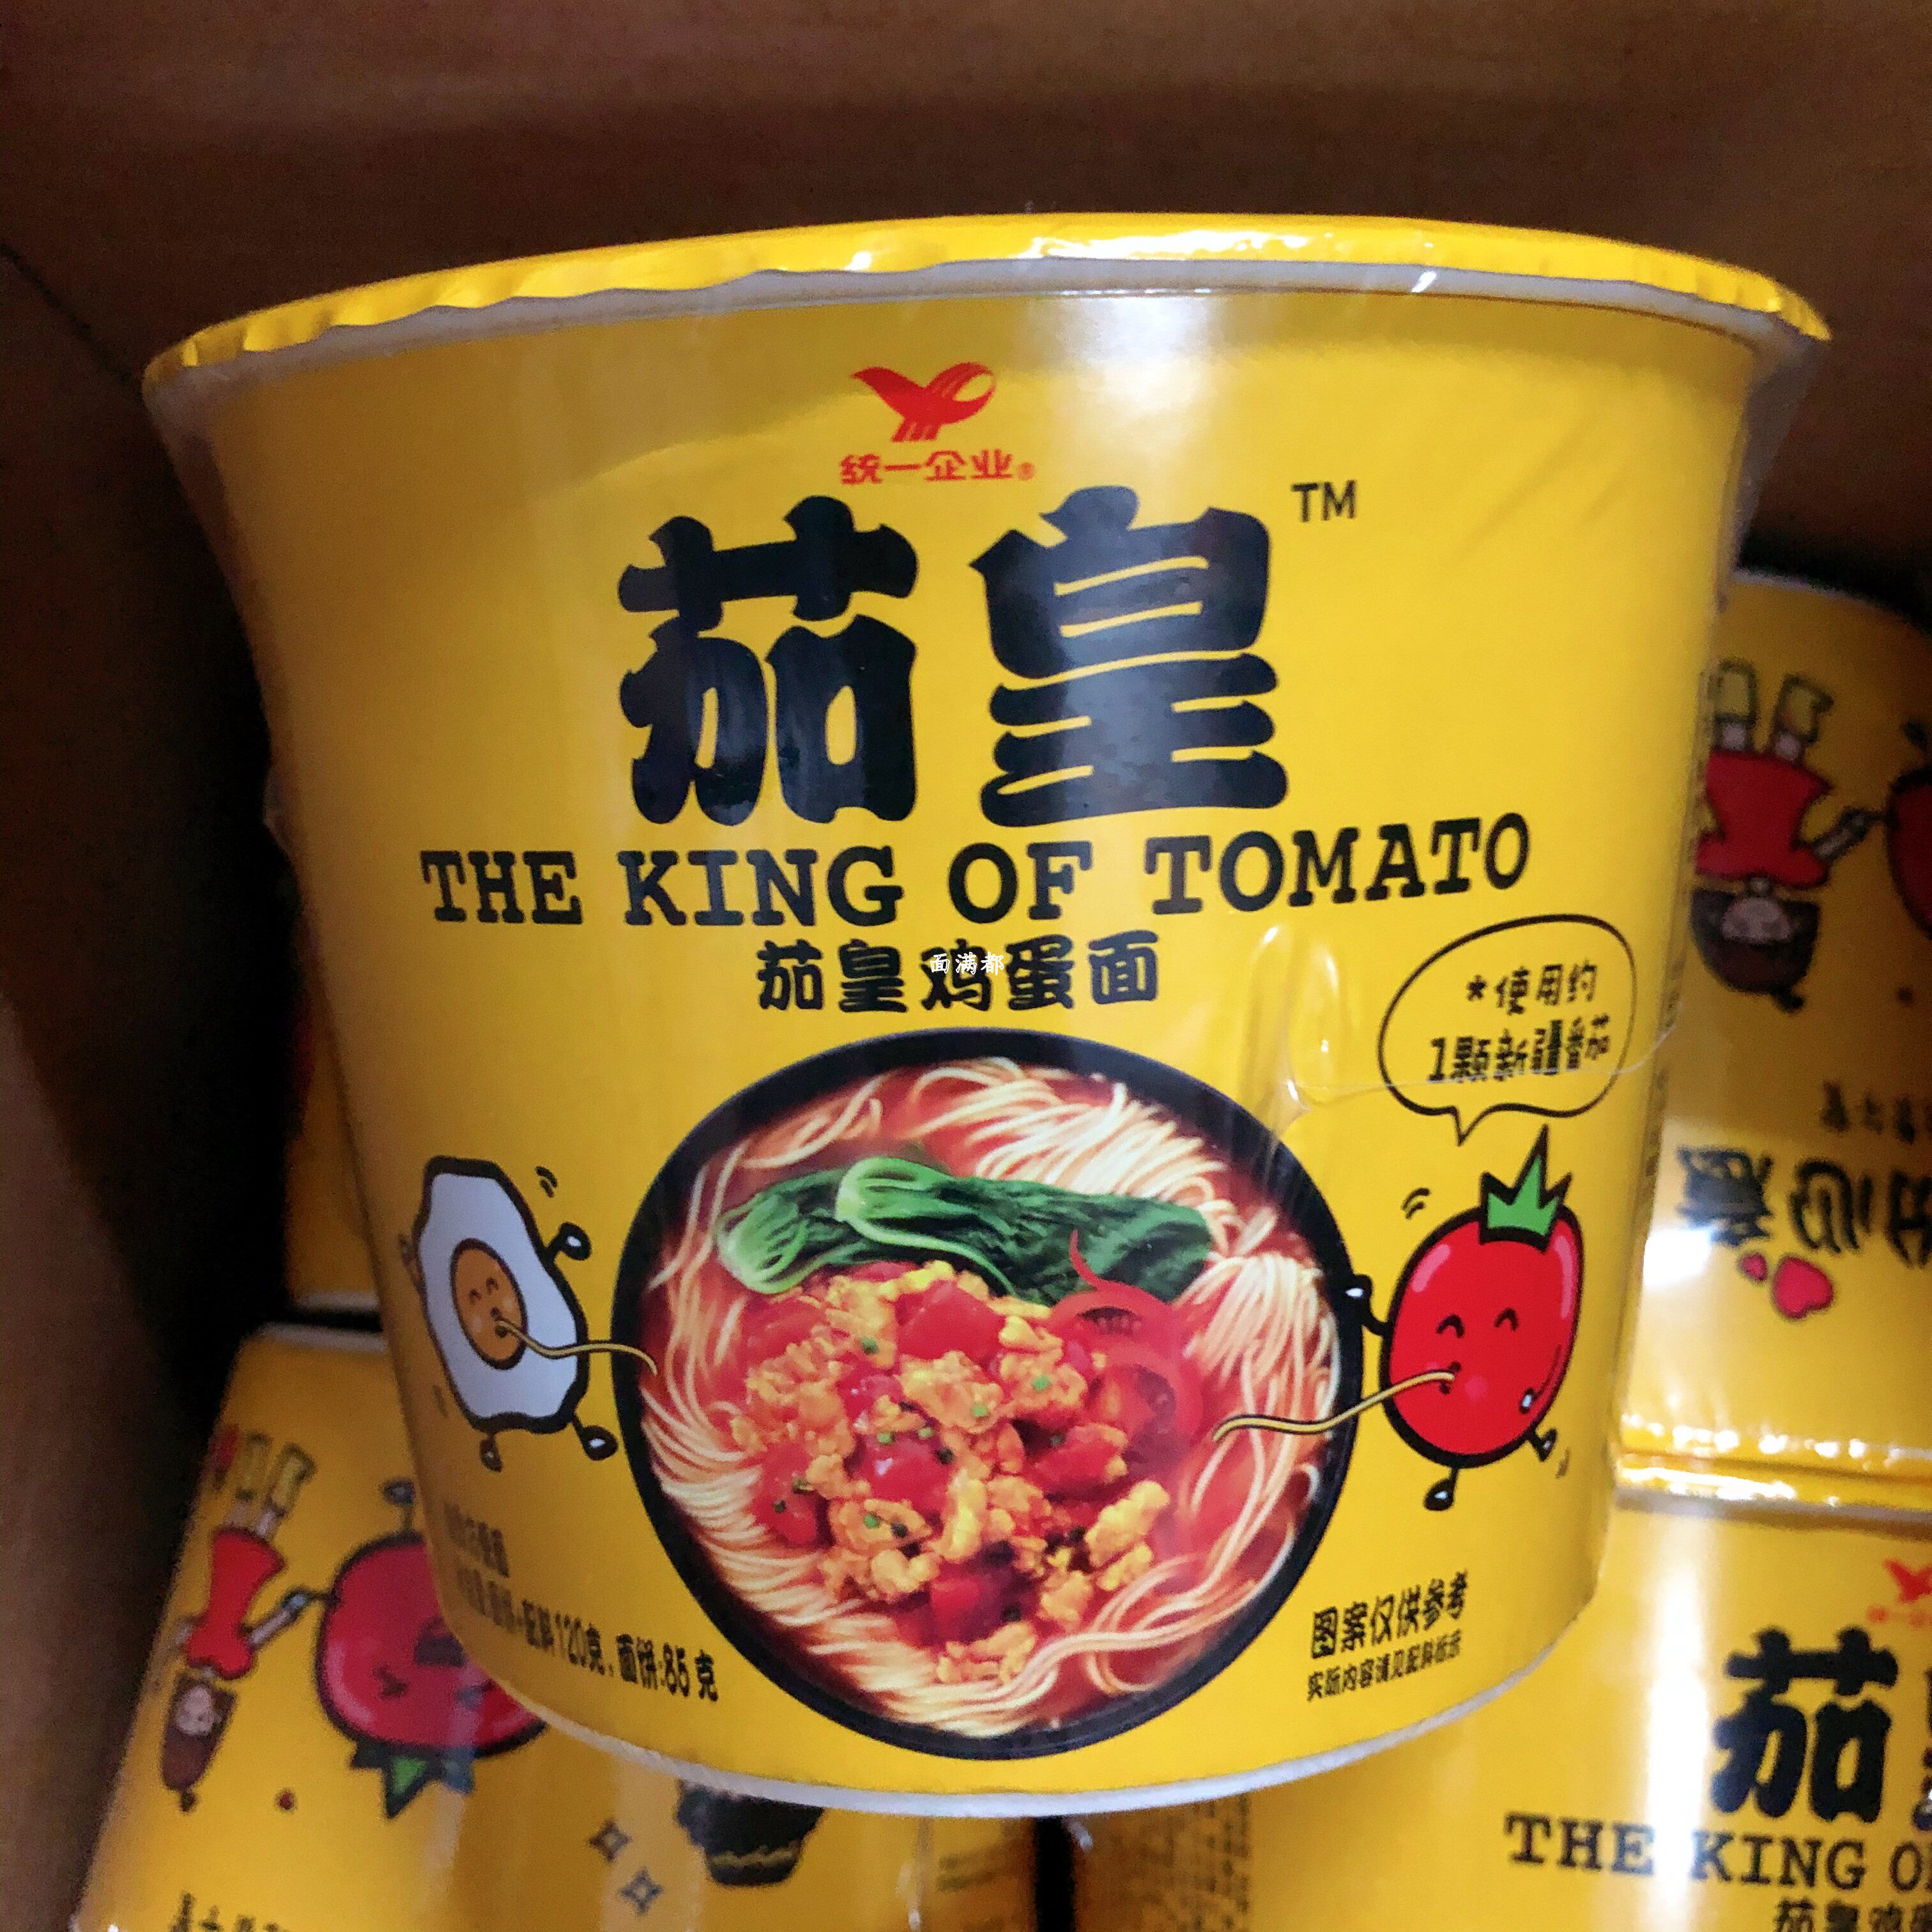 统一企业®
茄皇™
THE KING OF TOMATO
茄皇鸡蛋面
面满都
*使用约
1颗新疆番茄
面饼+配料120克,面饼:85克
图案仅供参考
实际内容请见配料标示
茄
THE KING O
茄皇鸡蛋